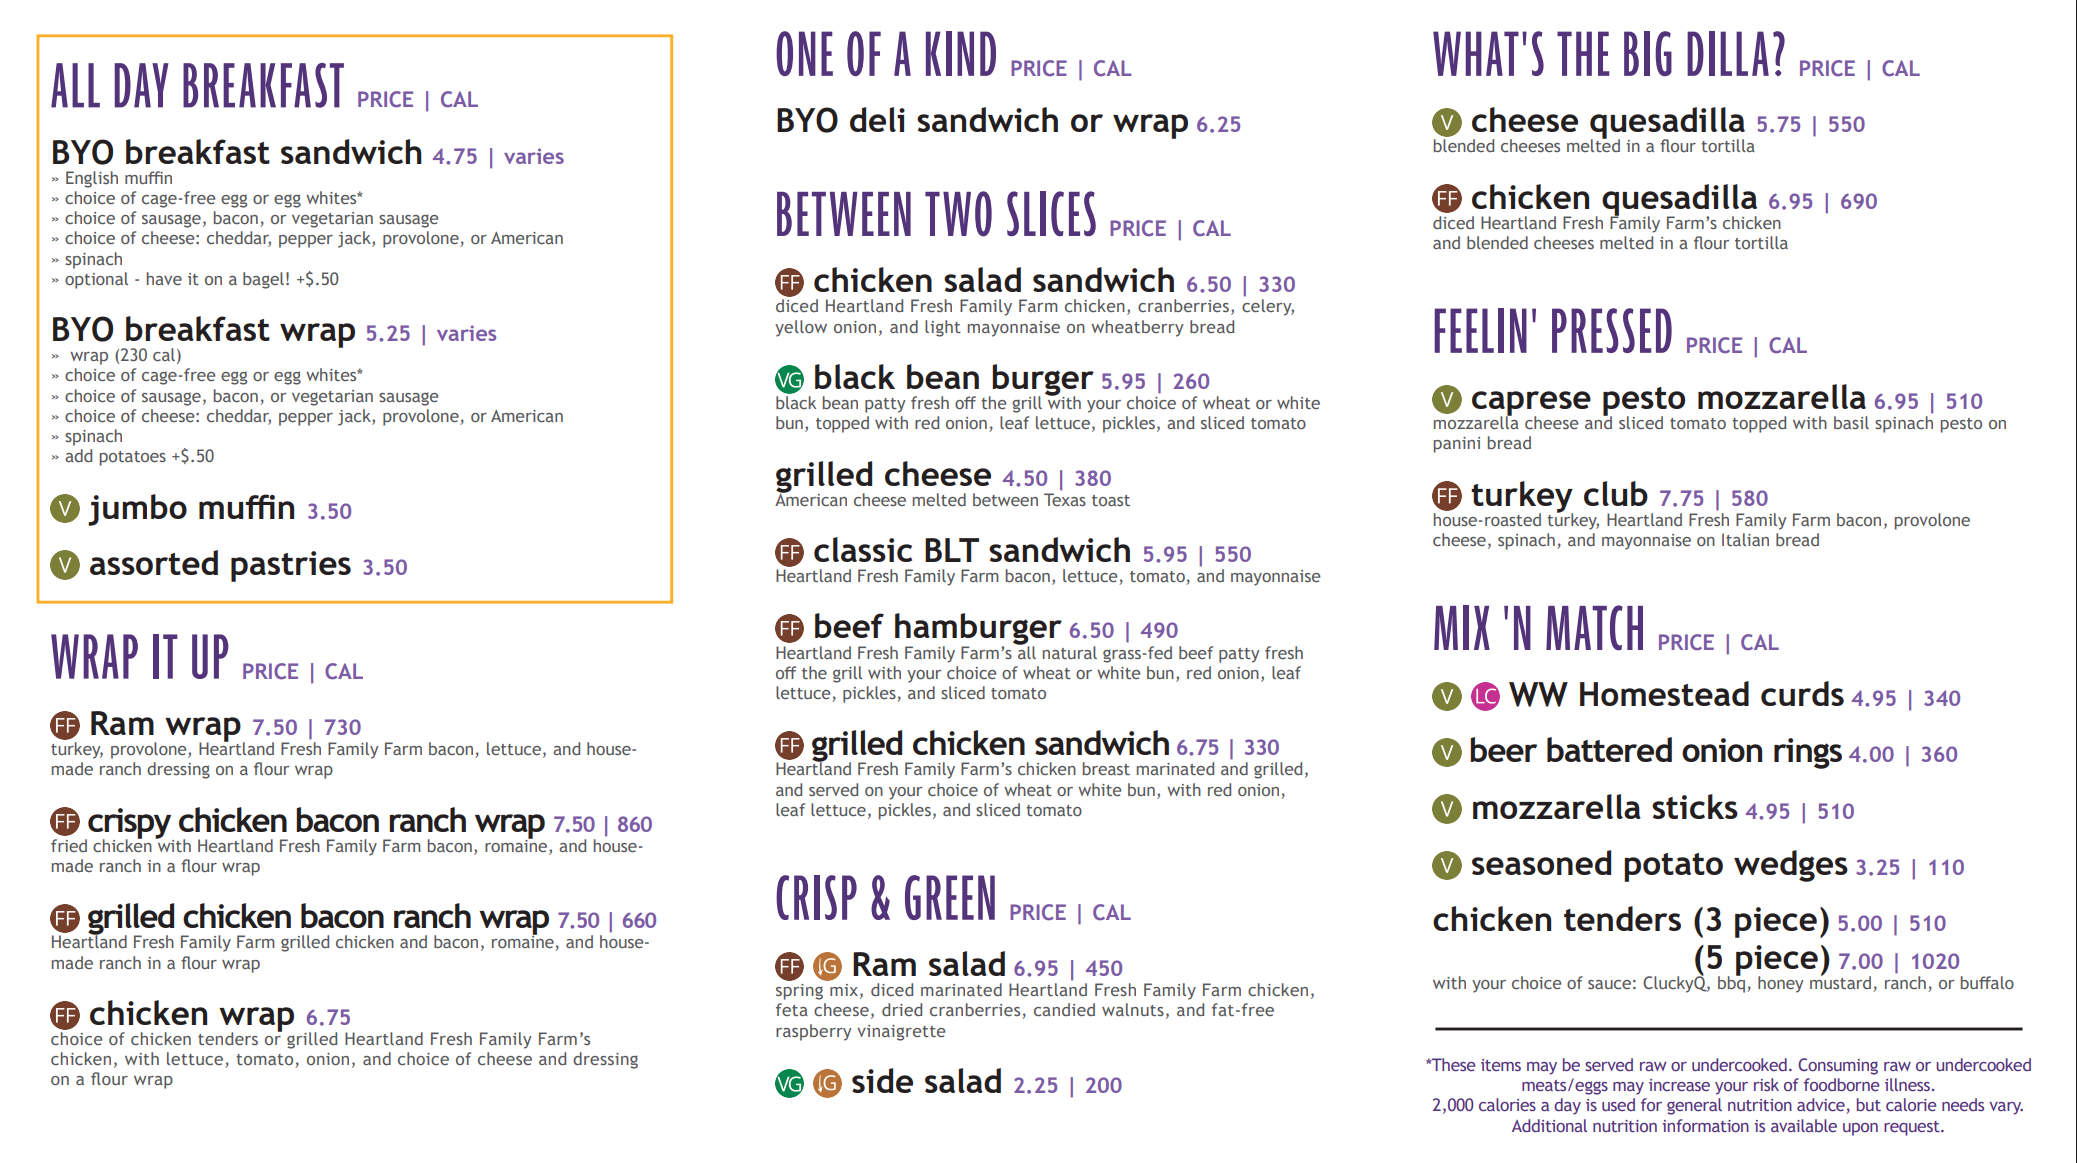 ALL DAY BREAKFAST PRICE | CAL
BYO breakfast sandwich 4.75 | varies
» English muffin
» choice of cage-free egg or egg whites*
» choice of sausage, bacon, or vegetarian sausage
» choice of cheese: cheddar, pepper jack, provolone, or American
» spinach
» optional - have it on a bagel! +$.50
BYO breakfast wrap 5.25 | varies
» wrap (230 cal)
» choice of cage-free egg or egg whites*
» choice of sausage, bacon, or vegetarian sausage
» choice of cheese: cheddar, pepper jack, provolone, or American
» spinach
» add potatoes +$.50
V jumbo muffin 3.50
V assorted pastries 3.50
WRAP IT UP PRICE | CAL
FF Ram wrap 7.50 | 730
turkey, provolone, Heartland Fresh Family Farm bacon, lettuce, and house-
made ranch dressing on a flour wrap
FF crispy chicken bacon ranch wrap 7.50 | 860
fried chicken with Heartland Fresh Family Farm bacon, romaine, and house-
made ranch in a flour wrap
FF grilled chicken bacon ranch wrap 7.50 | 660
Heartland Fresh Family Farm grilled chicken and bacon, romaine, and house-
made ranch in a flour wrap
FF chicken wrap 6.75
choice of chicken tenders or grilled Heartland Fresh Family Farm's
chicken, with lettuce, tomato, onion, and choice of cheese and dressing
on a flour wrap
ONE OF A KIND PRICE | CAL
BYO deli sandwich or wrap 6.25
BETWEEN TWO SLICES PRICE | CAL
FF chicken salad sandwich 6.50 | 330
diced Heartland Fresh Family Farm chicken, cranberries, celery,
yellow onion, and light mayonnaise on wheatberry bread
VG black bean burger 5.95 | 260
black bean patty fresh off the grill with your choice of wheat or white
bun, topped with red onion, leaf lettuce, pickles, and sliced tomato
grilled cheese 4.50 | 380
American cheese melted between Texas toast
FF classic BLT sandwich 5.95 | 550
Heartland Fresh Family Farm bacon, lettuce, tomato, and mayonnaise
FF beef hamburger 6.50 | 490
Heartland Fresh Family Farm's all natural grass-fed beef patty fresh
off the grill with your choice of wheat or white bun, red onion, leaf
lettuce, pickles, and sliced tomato
FF grilled chicken sandwich 6.75 | 330
Heartland Fresh Family Farm's chicken breast marinated and grilled,
and served on your choice of wheat or white bun, with red onion,
leaf lettuce, pickles, and sliced tomato
CRISP & GREEN PRICE | CAL
FF ↓G Ram salad 6.95 | 450
spring mix, diced marinated Heartland Fresh Family Farm chicken,
feta cheese, dried cranberries, candied walnuts, and fat-free
raspberry vinaigrette
VG ↓G side salad 2.25 | 200
WHAT'S THE BIG DILLA? PRICE | CAL
V cheese quesadilla 5.75 | 550
blended cheeses melted in a flour tortilla
FF chicken quesadilla 6.95 | 690
diced Heartland Fresh Family Farm's chicken
and blended cheeses melted in a flour tortilla
FEELIN' PRESSED PRICE | CAL
V caprese pesto mozzarella 6.95 | 510
mozzarella cheese and sliced tomato topped with basil spinach pesto on
panini bread
FF turkey club 7.75 | 580
house-roasted turkey, Heartland Fresh Family Farm bacon, provolone
cheese, spinach, and mayonnaise on Italian bread
MIX 'N MATCH PRICE | CAL
V LC WW Homestead curds 4.95 | 340
V beer battered onion rings 4.00 | 360
V mozzarella sticks 4.95 | 510
V seasoned potato wedges 3.25 | 110
chicken tenders (3 piece) 5.00 | 510
(5 piece) 7.00 | 1020
with your choice of sauce: CluckyQ, bbq, honey mustard, ranch, or buffalo
*These items may be served raw or undercooked. Consuming raw or undercooked
meats/eggs may increase your risk of foodborne illness.
2,000 calories a day is used for general nutrition advice, but calorie needs vary.
Additional nutrition information is available upon request.